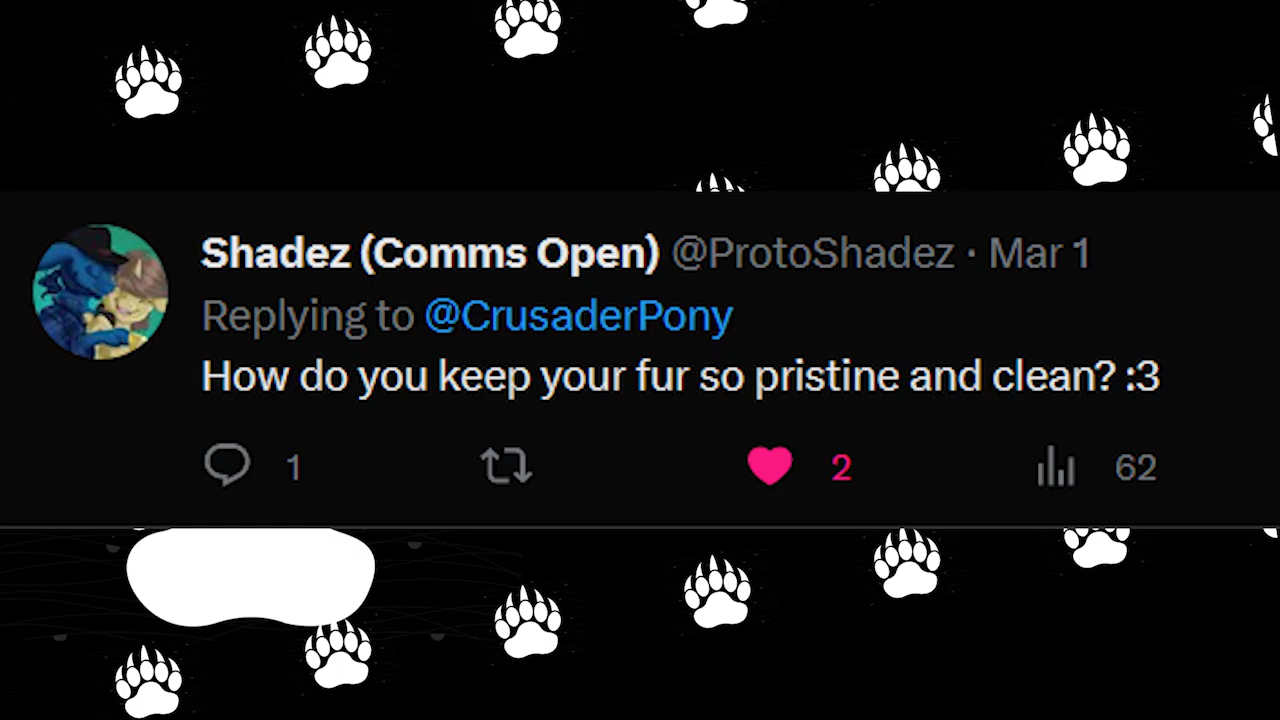 Shadez (Comms Open) @ProtoShadez · Mar 1
Replying to @CrusaderPony
How do you keep your fur so pristine and clean? :3
1 2 62